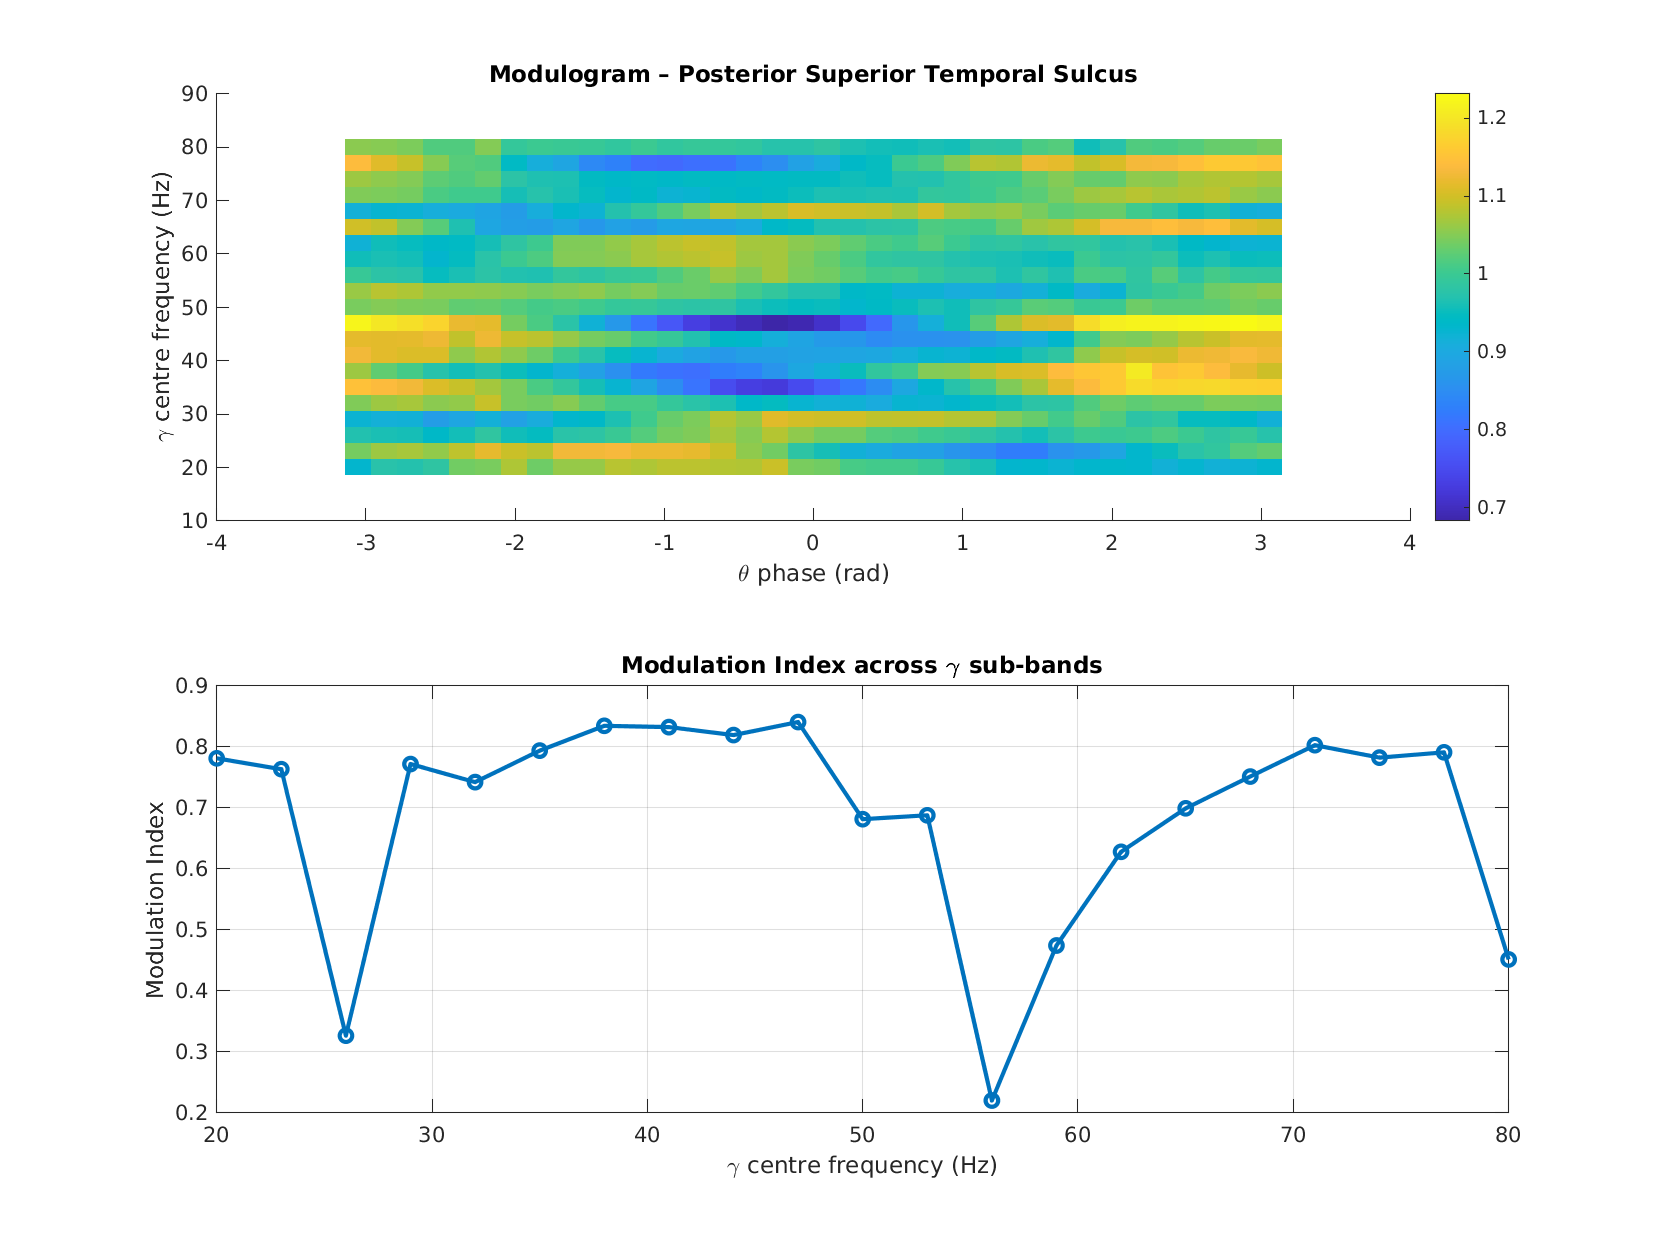 Modulogram – Posterior Superior Temporal Sulcus
γ centre frequency (Hz)
90
80
70
60
50
40
30
20
10
-4 -3 -2 -1 0 1 2 3 4
θ phase (rad)
1.2
1.1
1
0.9
0.8
0.7
Modulation Index across γ sub-bands
Modulation Index
0.9
0.8
0.7
0.6
0.5
0.4
0.3
0.2
20 30 40 50 60 70 80
γ centre frequency (Hz)